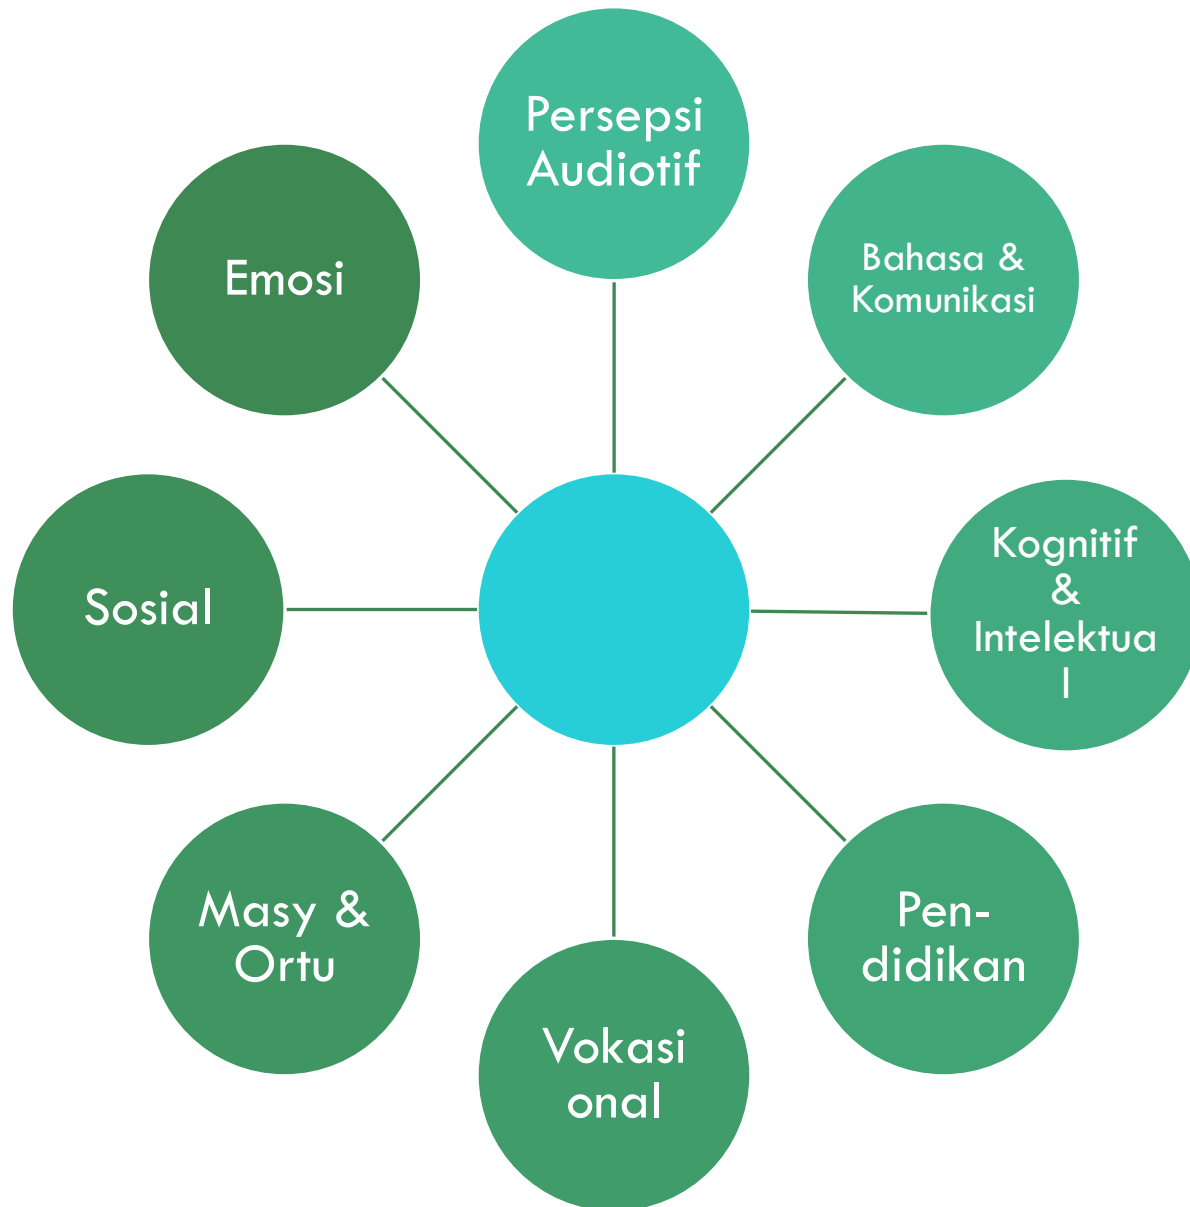 Persepsi
Audiotif
Bahasa &
Komunikasi
Kognitif
&
Intelektua
l
Pen-
didikan
Vokasi
onal
Masy &
Ortu
Sosial
Emosi